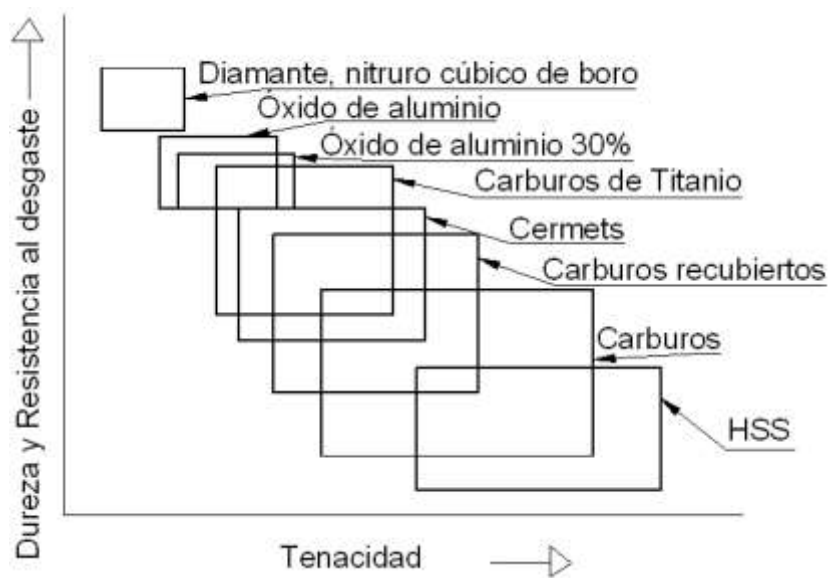 Dureza y Resistencia al desgaste
Diamante, nitruro cúbico de boro
Óxido de aluminio
Óxido de aluminio 30%
Carburos de Titanio
Cermets
Carburos recubiertos
Carburos
HSS
Tenacidad